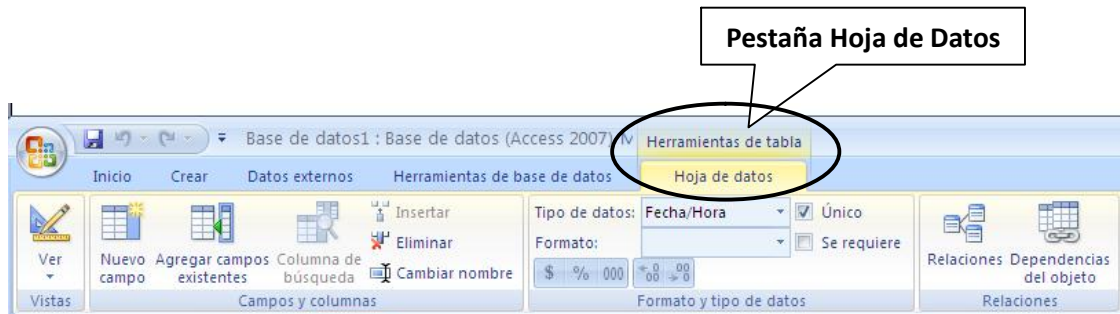 Pestaña Hoja de Datos
Base de datos1 : Base de datos (Access 2007)
Herramientas de tabla
Inicio Crear Datos externos Herramientas de base de datos Hoja de datos
Insertar Tipo de datos: Fecha/Hora Único
Eliminar Formato: Se requiere
Ver Nuevo campo Agregar campos existentes Columna de búsqueda Cambiar nombre $ % 000 Relaciones Dependencias del objeto
Vistas Campos y columnas Formato y tipo de datos Relaciones